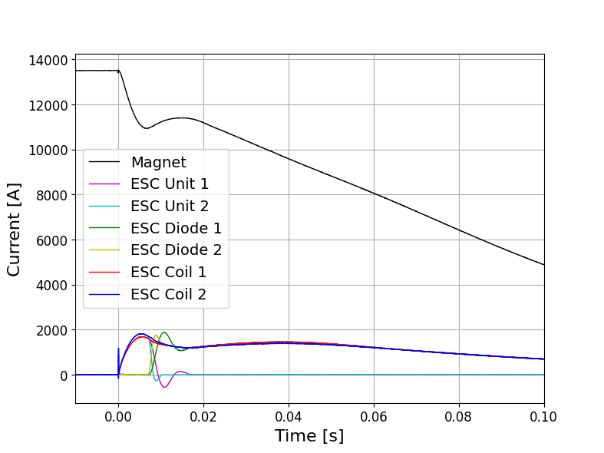 14000
12000
10000
8000
6000
4000
2000
0
Current [A]
Magnet
ESC Unit 1
ESC Unit 2
ESC Diode 1
ESC Diode 2
ESC Coil 1
ESC Coil 2
0.00 0.02 0.04 0.06 0.08 0.10
Time [s]